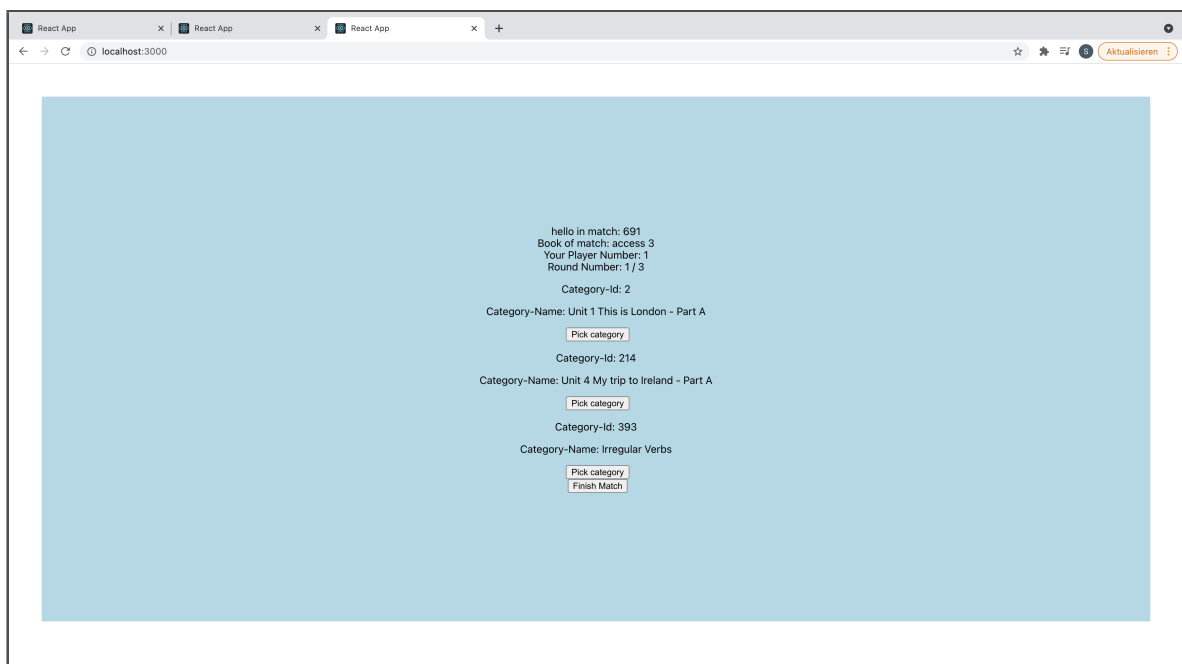 React App
React App
React App
localhost:3000
S
Aktualisieren
hello in match: 691
Book of match: access 3
Your Player Number: 1
Round Number: 1 / 3
Category-Id: 2
Category-Name: Unit 1 This is London - Part A
Pick category
Category-Id: 214
Category-Name: Unit 4 My trip to Ireland - Part A
Pick category
Category-Id: 393
Category-Name: Irregular Verbs
Pick category
Finish Match